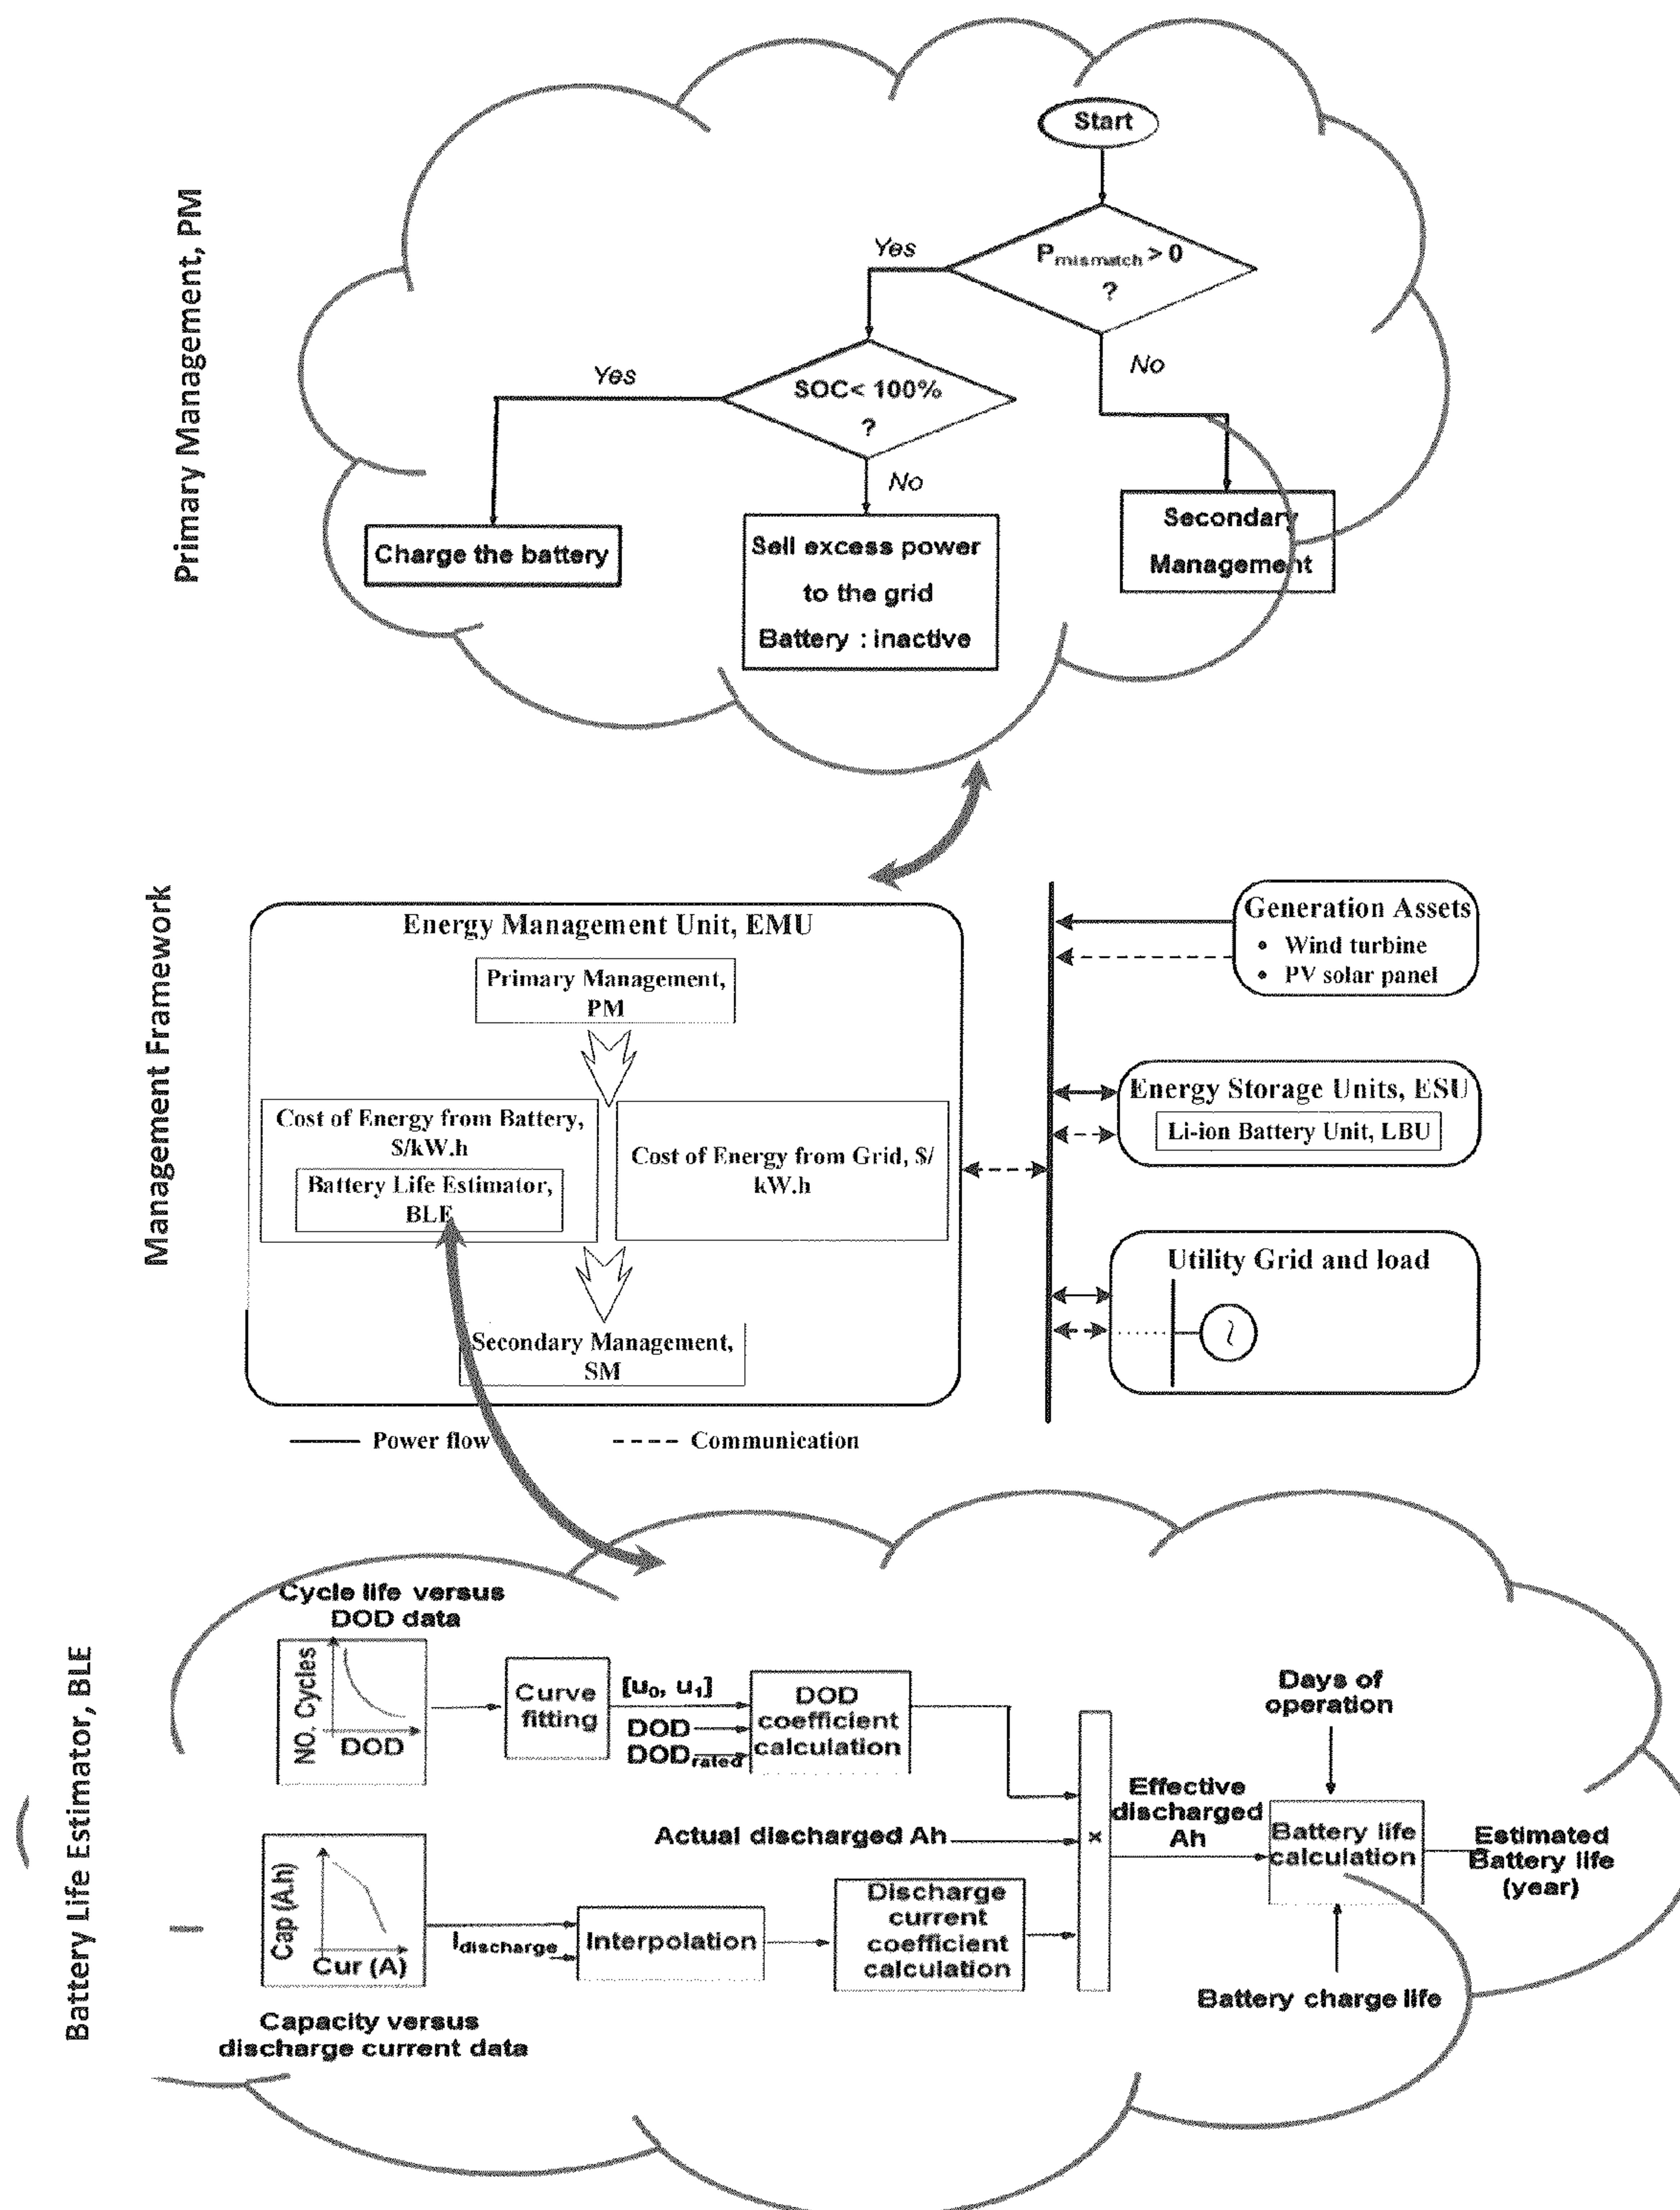 Primary Management, PM
Start
P_mismatch > 0
?
Yes
No
SOC< 100%
?
Yes
No
Charge the battery
Sell excess power
to the grid
Battery : inactive
Secondary
Management
Management Framework
Energy Management Unit, EMU
Primary Management,
PM
Cost of Energy from Battery,
$/kW.h
Battery Life Estimator,
BLE
Cost of Energy from Grid, $/
kW.h
Secondary Management,
SM
Power flow
Communication
Generation Assets
• Wind turbine
• PV solar panel
Energy Storage Units, ESU
Li-ion Battery Unit, LBU
Utility Grid and load
~
Battery Life Estimator, BLE
Cycle life versus
DOD data
NO. Cycles
DOD
Curve
fitting
[u₀, u₁]
DOD
DOD_rated
DOD
coefficient
calculation
Actual discharged Ah
Cap (A.h)
Cur (A)
Capacity versus
discharge current data
I_discharge
Interpolation
Discharge
current
coefficient
calculation
×
Effective
discharged
Ah
Days of
operation
Battery life
calculation
Battery charge life
Estimated
Battery life
(year)